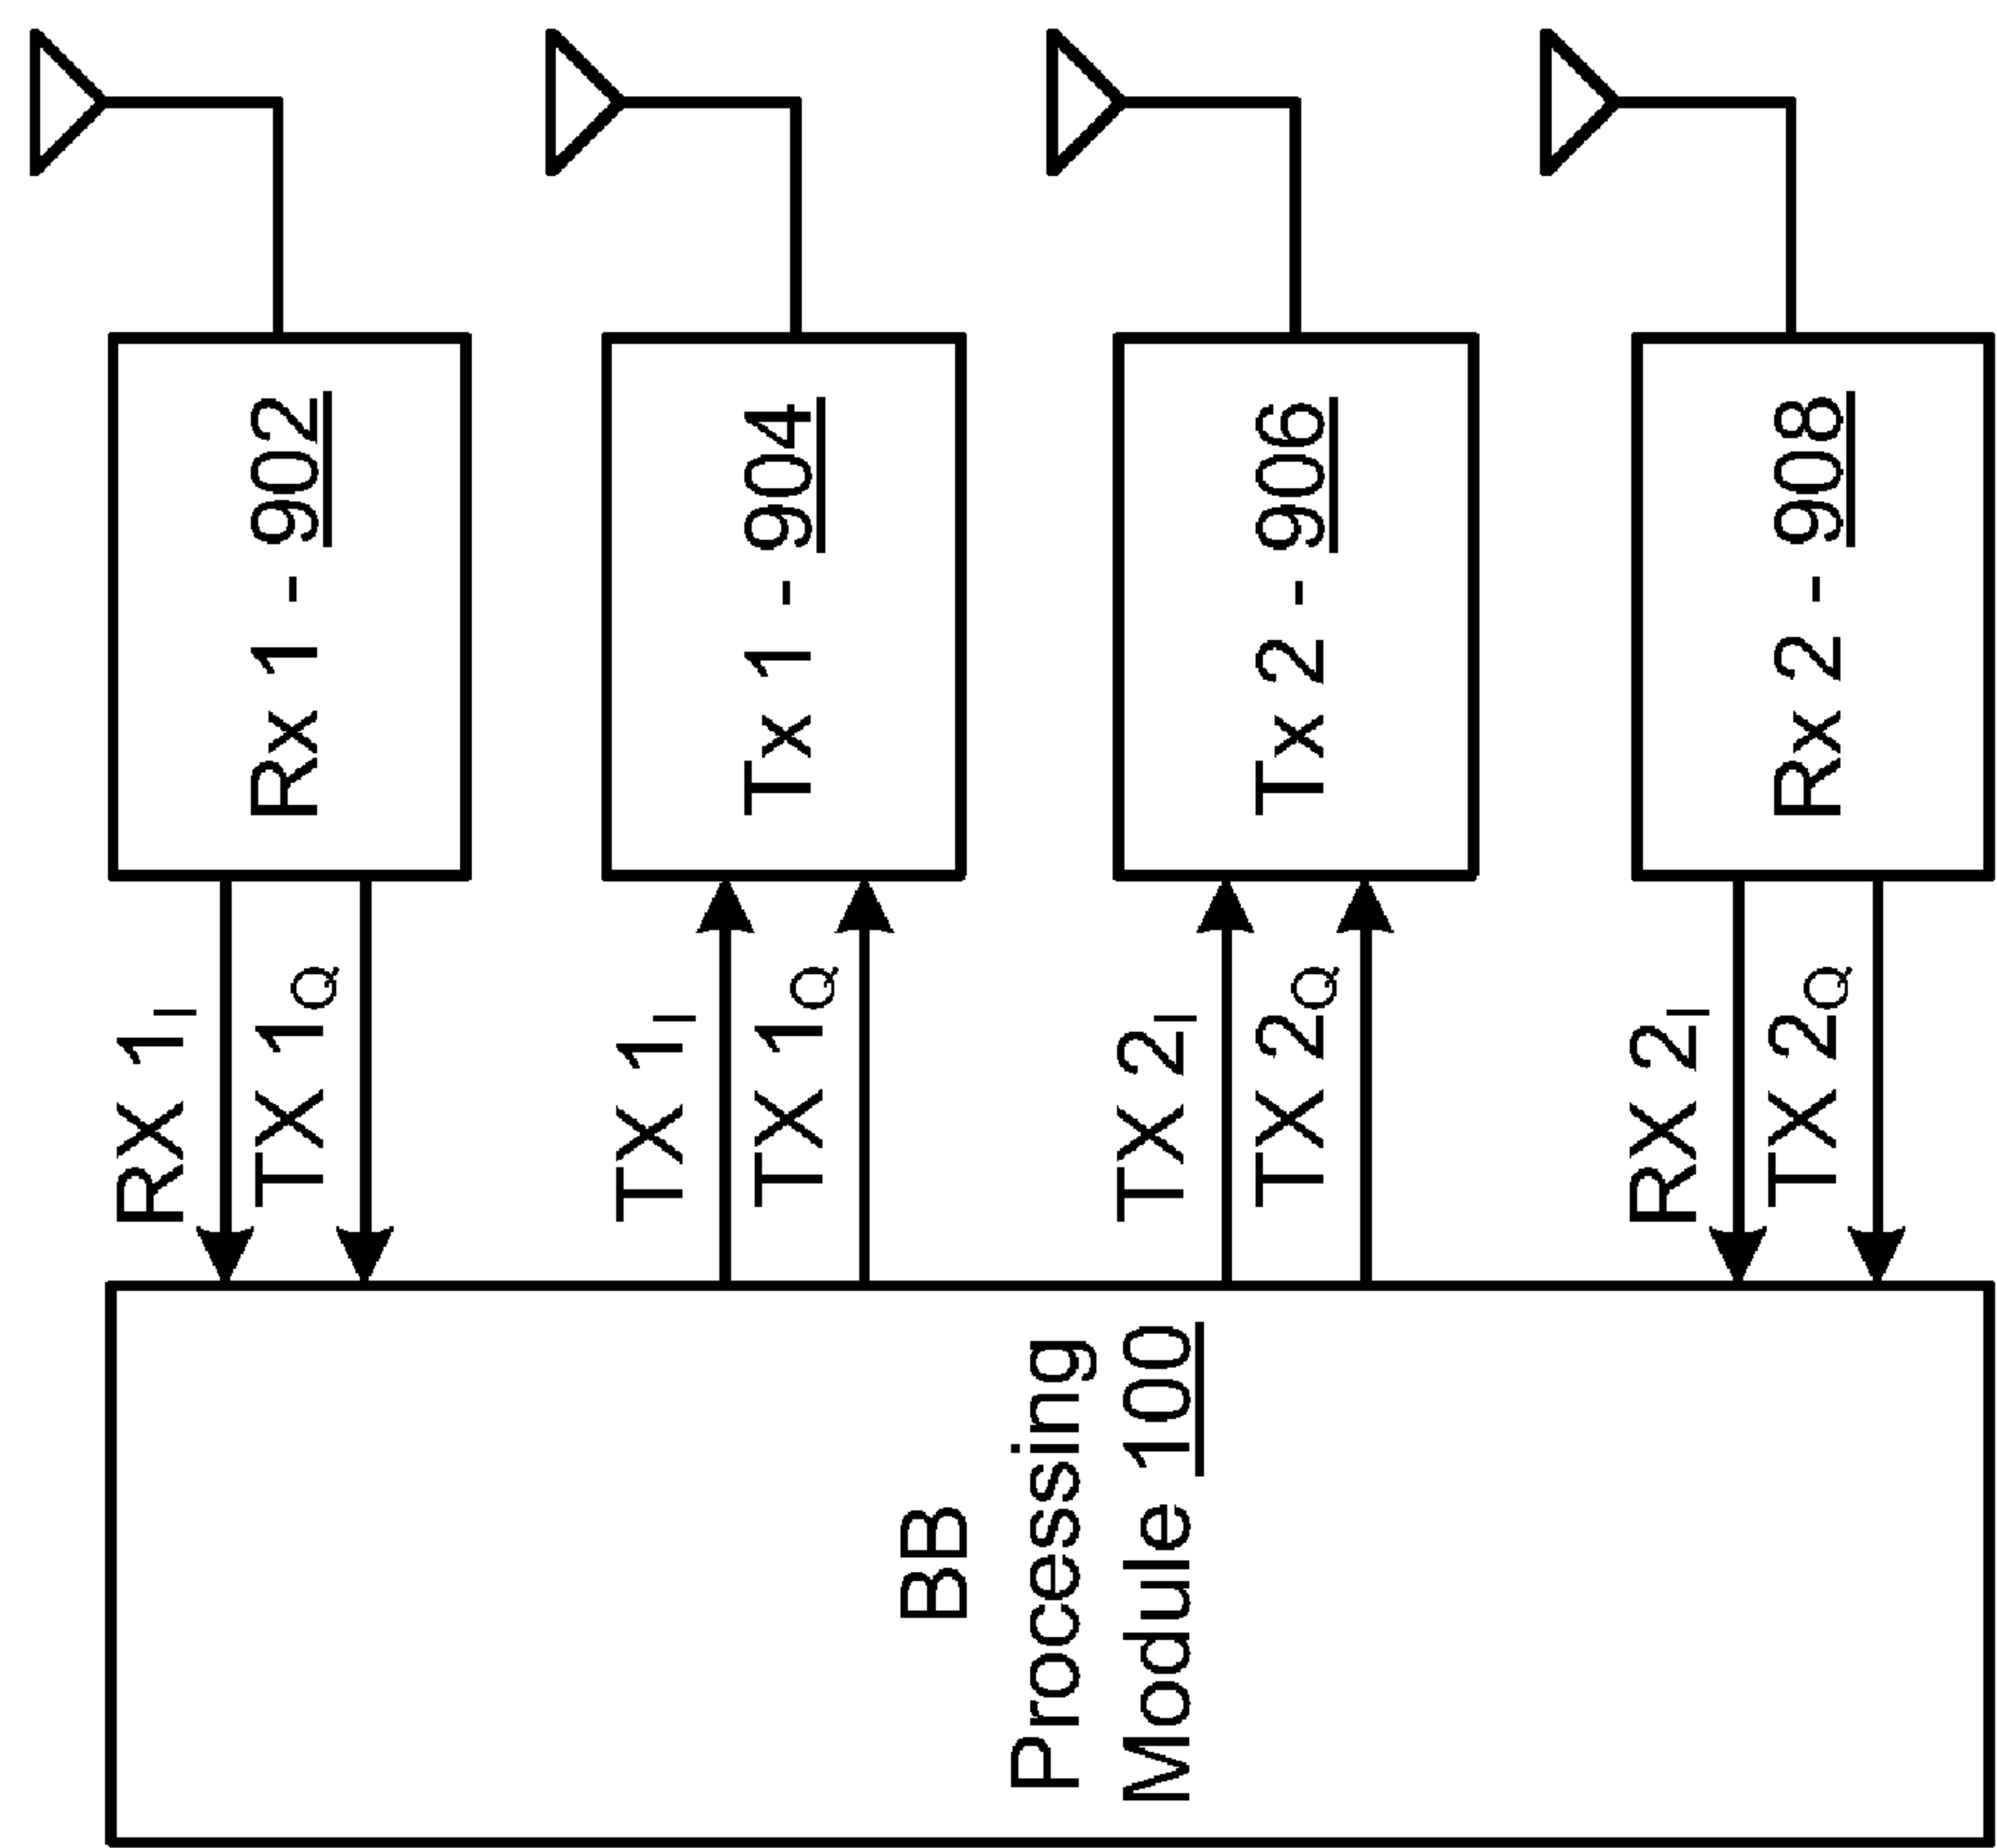 Rx 1 - 902
Tx 1 - 904
Tx 2 - 906
Rx 2 - 908
RX 1I
TX 1Q
TX 1I
TX 1Q
TX 2I
TX 2Q
RX 2I
TX 2Q
BB
Processing
Module 100